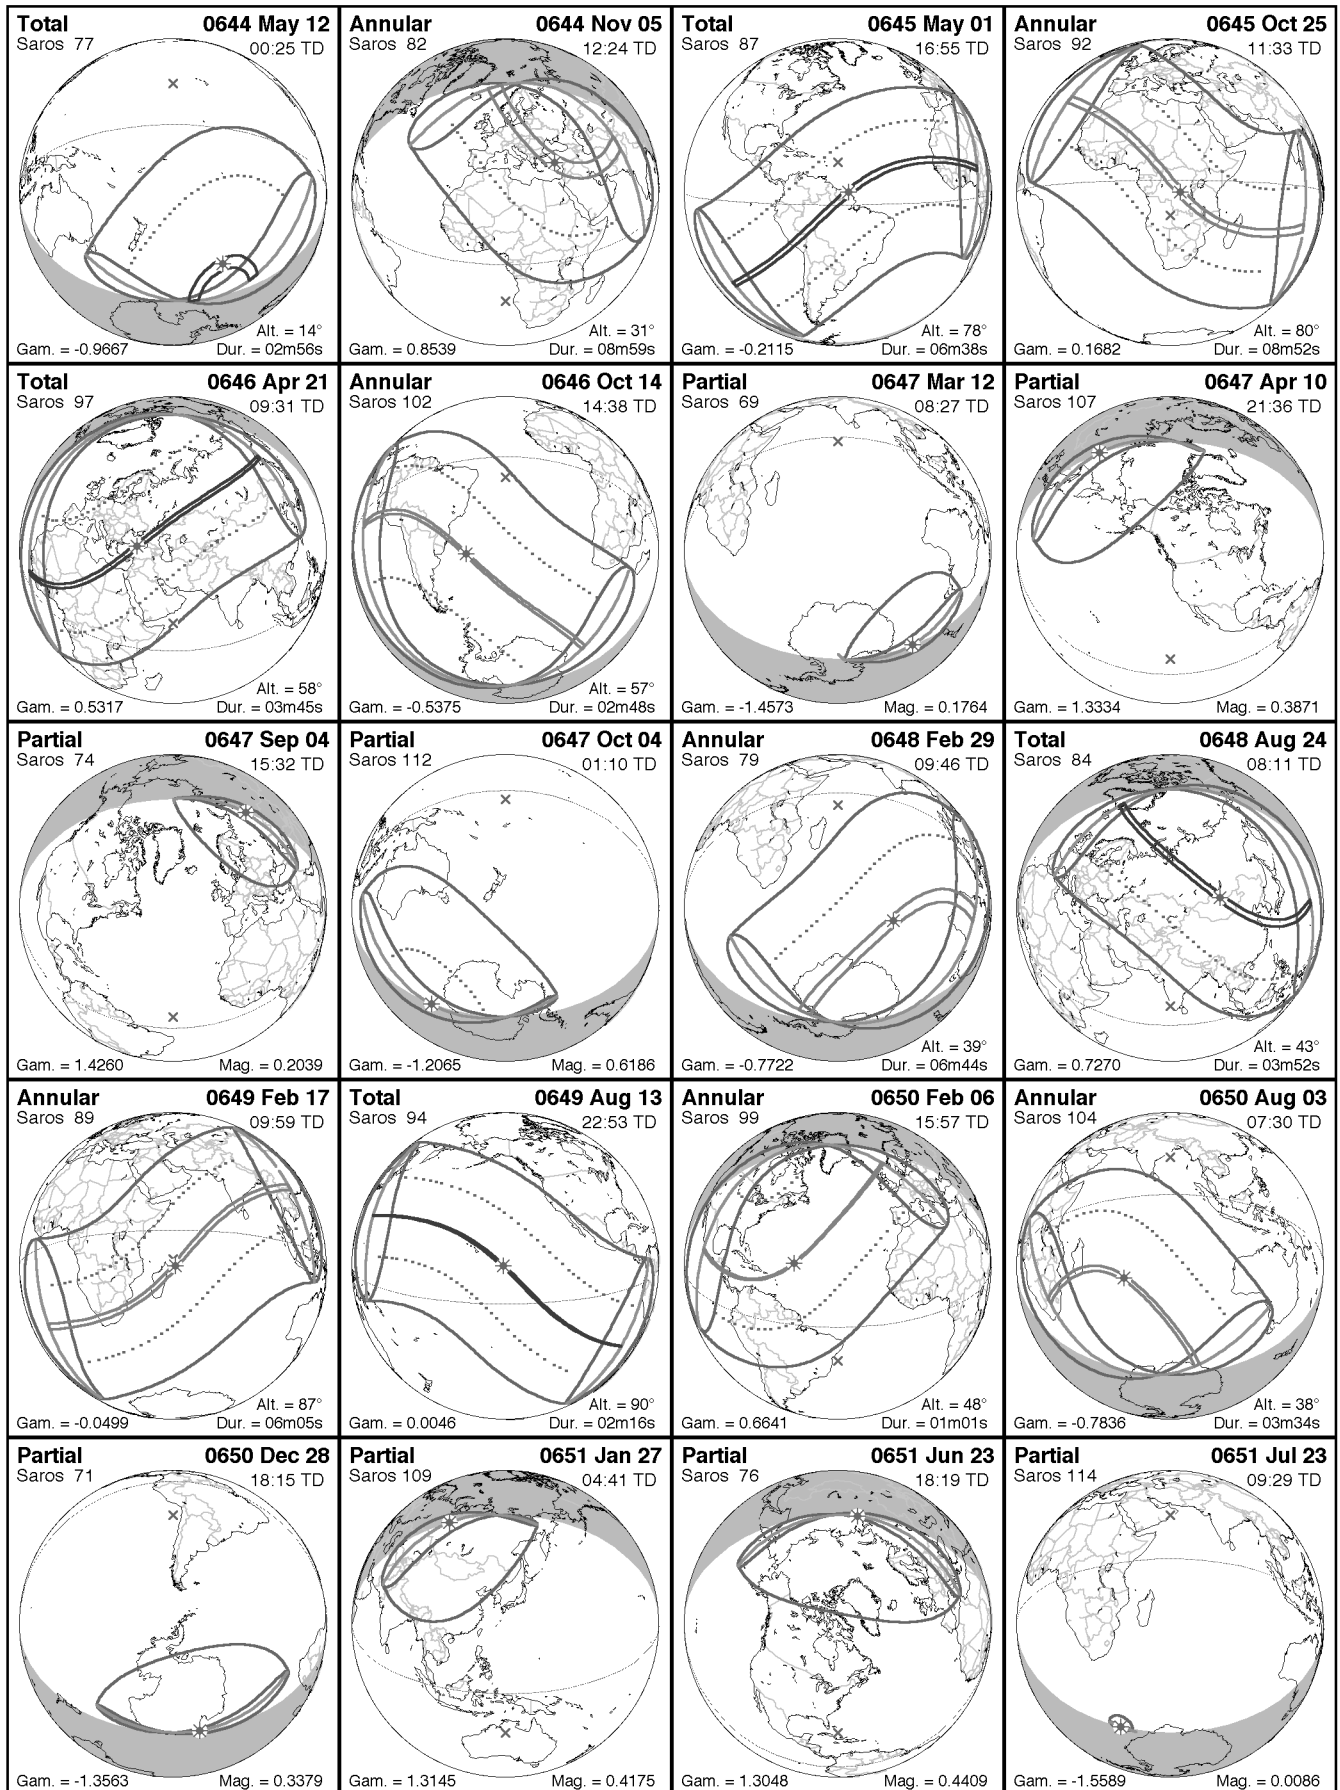 Total 0644 May 12
Saros 77 00:25 TD
Alt. = 14°
Gam. = -0.9667 Dur. = 02m56s
Annular 0644 Nov 05
Saros 82 12:24 TD
Alt. = 31°
Gam. = 0.8539 Dur. = 08m59s
Total 0645 May 01
Saros 87 16:55 TD
Alt. = 78°
Gam. = -0.2115 Dur. = 06m38s
Annular 0645 Oct 25
Saros 92 11:33 TD
Alt. = 80°
Gam. = 0.1682 Dur. = 08m52s
Total 0646 Apr 21
Saros 97 09:31 TD
Alt. = 58°
Gam. = 0.5317 Dur. = 03m45s
Annular 0646 Oct 14
Saros 102 14:38 TD
Alt. = 57°
Gam. = -0.5375 Dur. = 02m48s
Partial 0647 Mar 12
Saros 69 08:27 TD
Gam. = -1.4573 Mag. = 0.1764
Partial 0647 Apr 10
Saros 107 21:36 TD
Gam. = 1.3334 Mag. = 0.3871
Partial 0647 Sep 04
Saros 74 15:32 TD
Gam. = 1.4260 Mag. = 0.2039
Partial 0647 Oct 04
Saros 112 01:10 TD
Gam. = -1.2065 Mag. = 0.6186
Annular 0648 Feb 29
Saros 79 09:46 TD
Alt. = 39°
Gam. = -0.7722 Dur. = 06m44s
Total 0648 Aug 24
Saros 84 08:11 TD
Alt. = 43°
Gam. = 0.7270 Dur. = 03m52s
Annular 0649 Feb 17
Saros 89 09:59 TD
Alt. = 87°
Gam. = -0.0499 Dur. = 06m05s
Total 0649 Aug 13
Saros 94 22:53 TD
Alt. = 90°
Gam. = 0.0046 Dur. = 02m16s
Annular 0650 Feb 06
Saros 99 15:57 TD
Alt. = 48°
Gam. = 0.6641 Dur. = 01m01s
Annular 0650 Aug 03
Saros 104 07:30 TD
Alt. = 38°
Gam. = -0.7836 Dur. = 03m34s
Partial 0650 Dec 28
Saros 71 18:15 TD
Gam. = -1.3563 Mag. = 0.3379
Partial 0651 Jan 27
Saros 109 04:41 TD
Gam. = 1.3145 Mag. = 0.4175
Partial 0651 Jun 23
Saros 76 18:19 TD
Gam. = 1.3048 Mag. = 0.4409
Partial 0651 Jul 23
Saros 114 09:29 TD
Gam. = -1.5589 Mag. = 0.0086